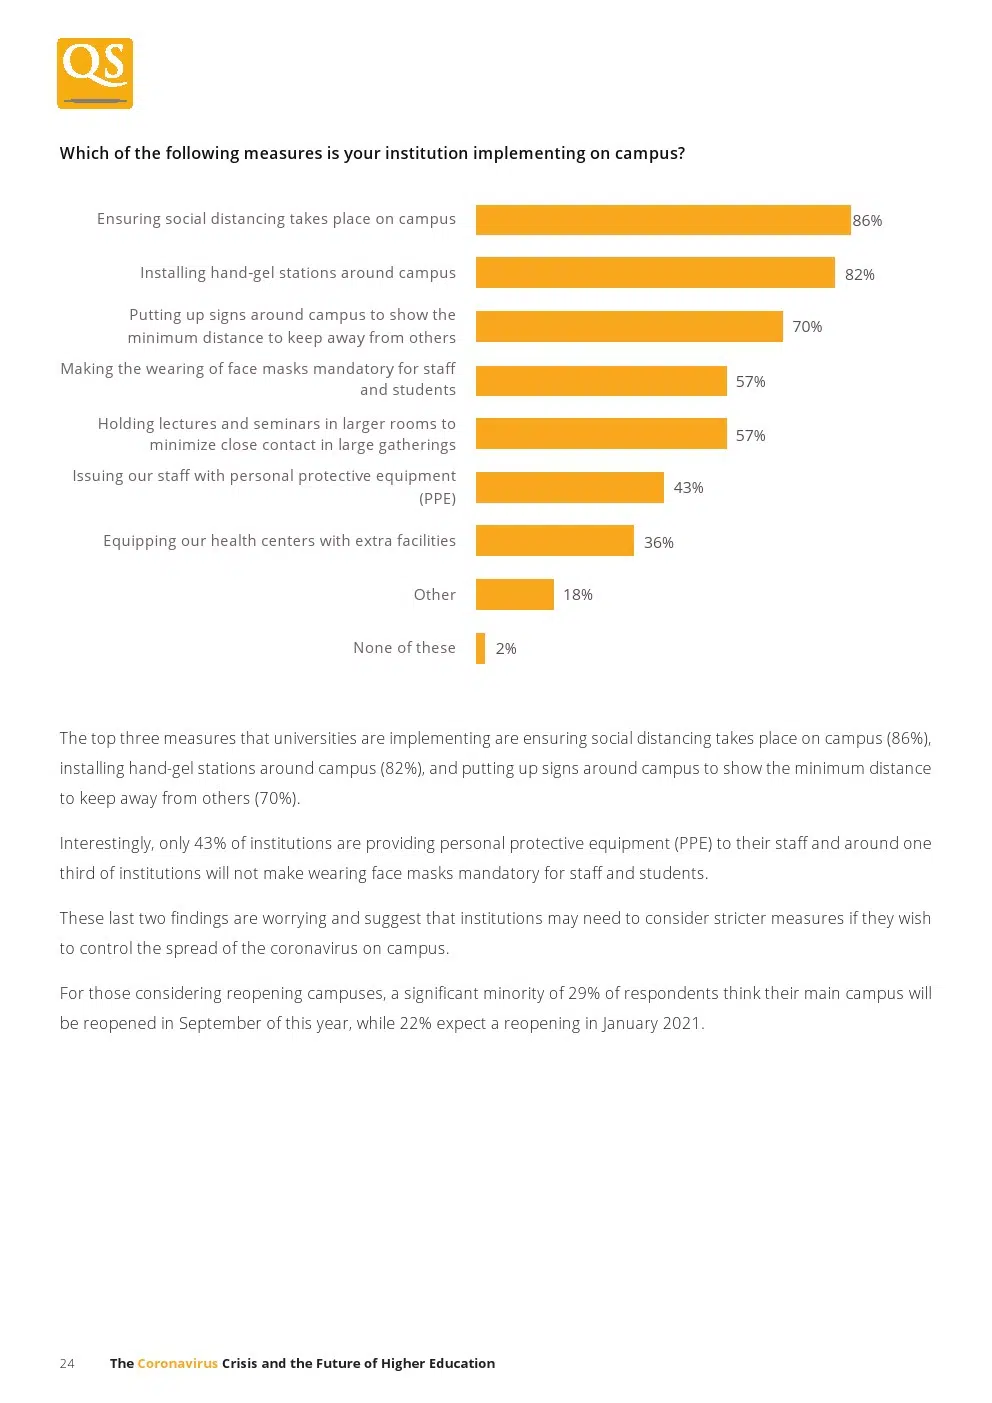 QS
Which of the following measures is your institution implementing on campus?
Ensuring social distancing takes place on campus 86%
Installing hand-gel stations around campus 82%
Putting up signs around campus to show the
minimum distance to keep away from others 70%
Making the wearing of face masks mandatory for staff
and students 57%
Holding lectures and seminars in larger rooms to
minimize close contact in large gatherings 57%
Issuing our staff with personal protective equipment
(PPE) 43%
Equipping our health centers with extra facilities 36%
Other 18%
None of these 2%
The top three measures that universities are implementing are ensuring social distancing takes place on campus (86%),
installing hand-gel stations around campus (82%), and putting up signs around campus to show the minimum distance
to keep away from others (70%).
Interestingly, only 43% of institutions are providing personal protective equipment (PPE) to their staff and around one
third of institutions will not make wearing face masks mandatory for staff and students.
These last two findings are worrying and suggest that institutions may need to consider stricter measures if they wish
to control the spread of the coronavirus on campus.
For those considering reopening campuses, a significant minority of 29% of respondents think their main campus will
be reopened in September of this year, while 22% expect a reopening in January 2021.
24 The Coronavirus Crisis and the Future of Higher Education